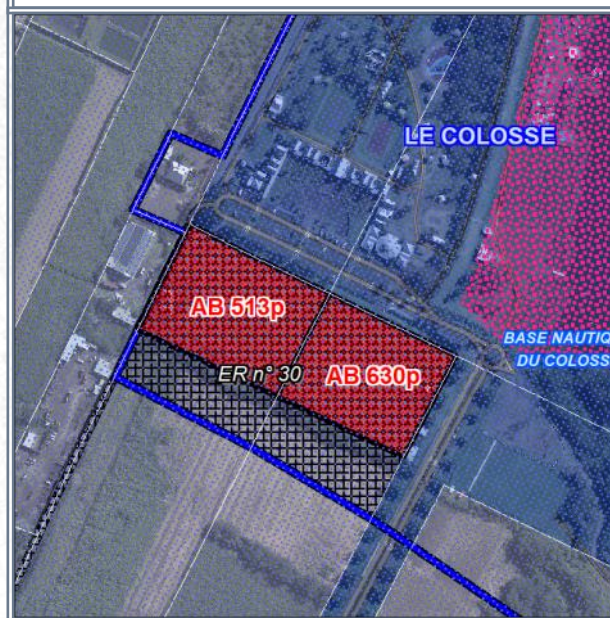 LE COLOSSE
AB 513p
BASE NAUTIQ
DU COLOSS
ER n° 30
AB 630p